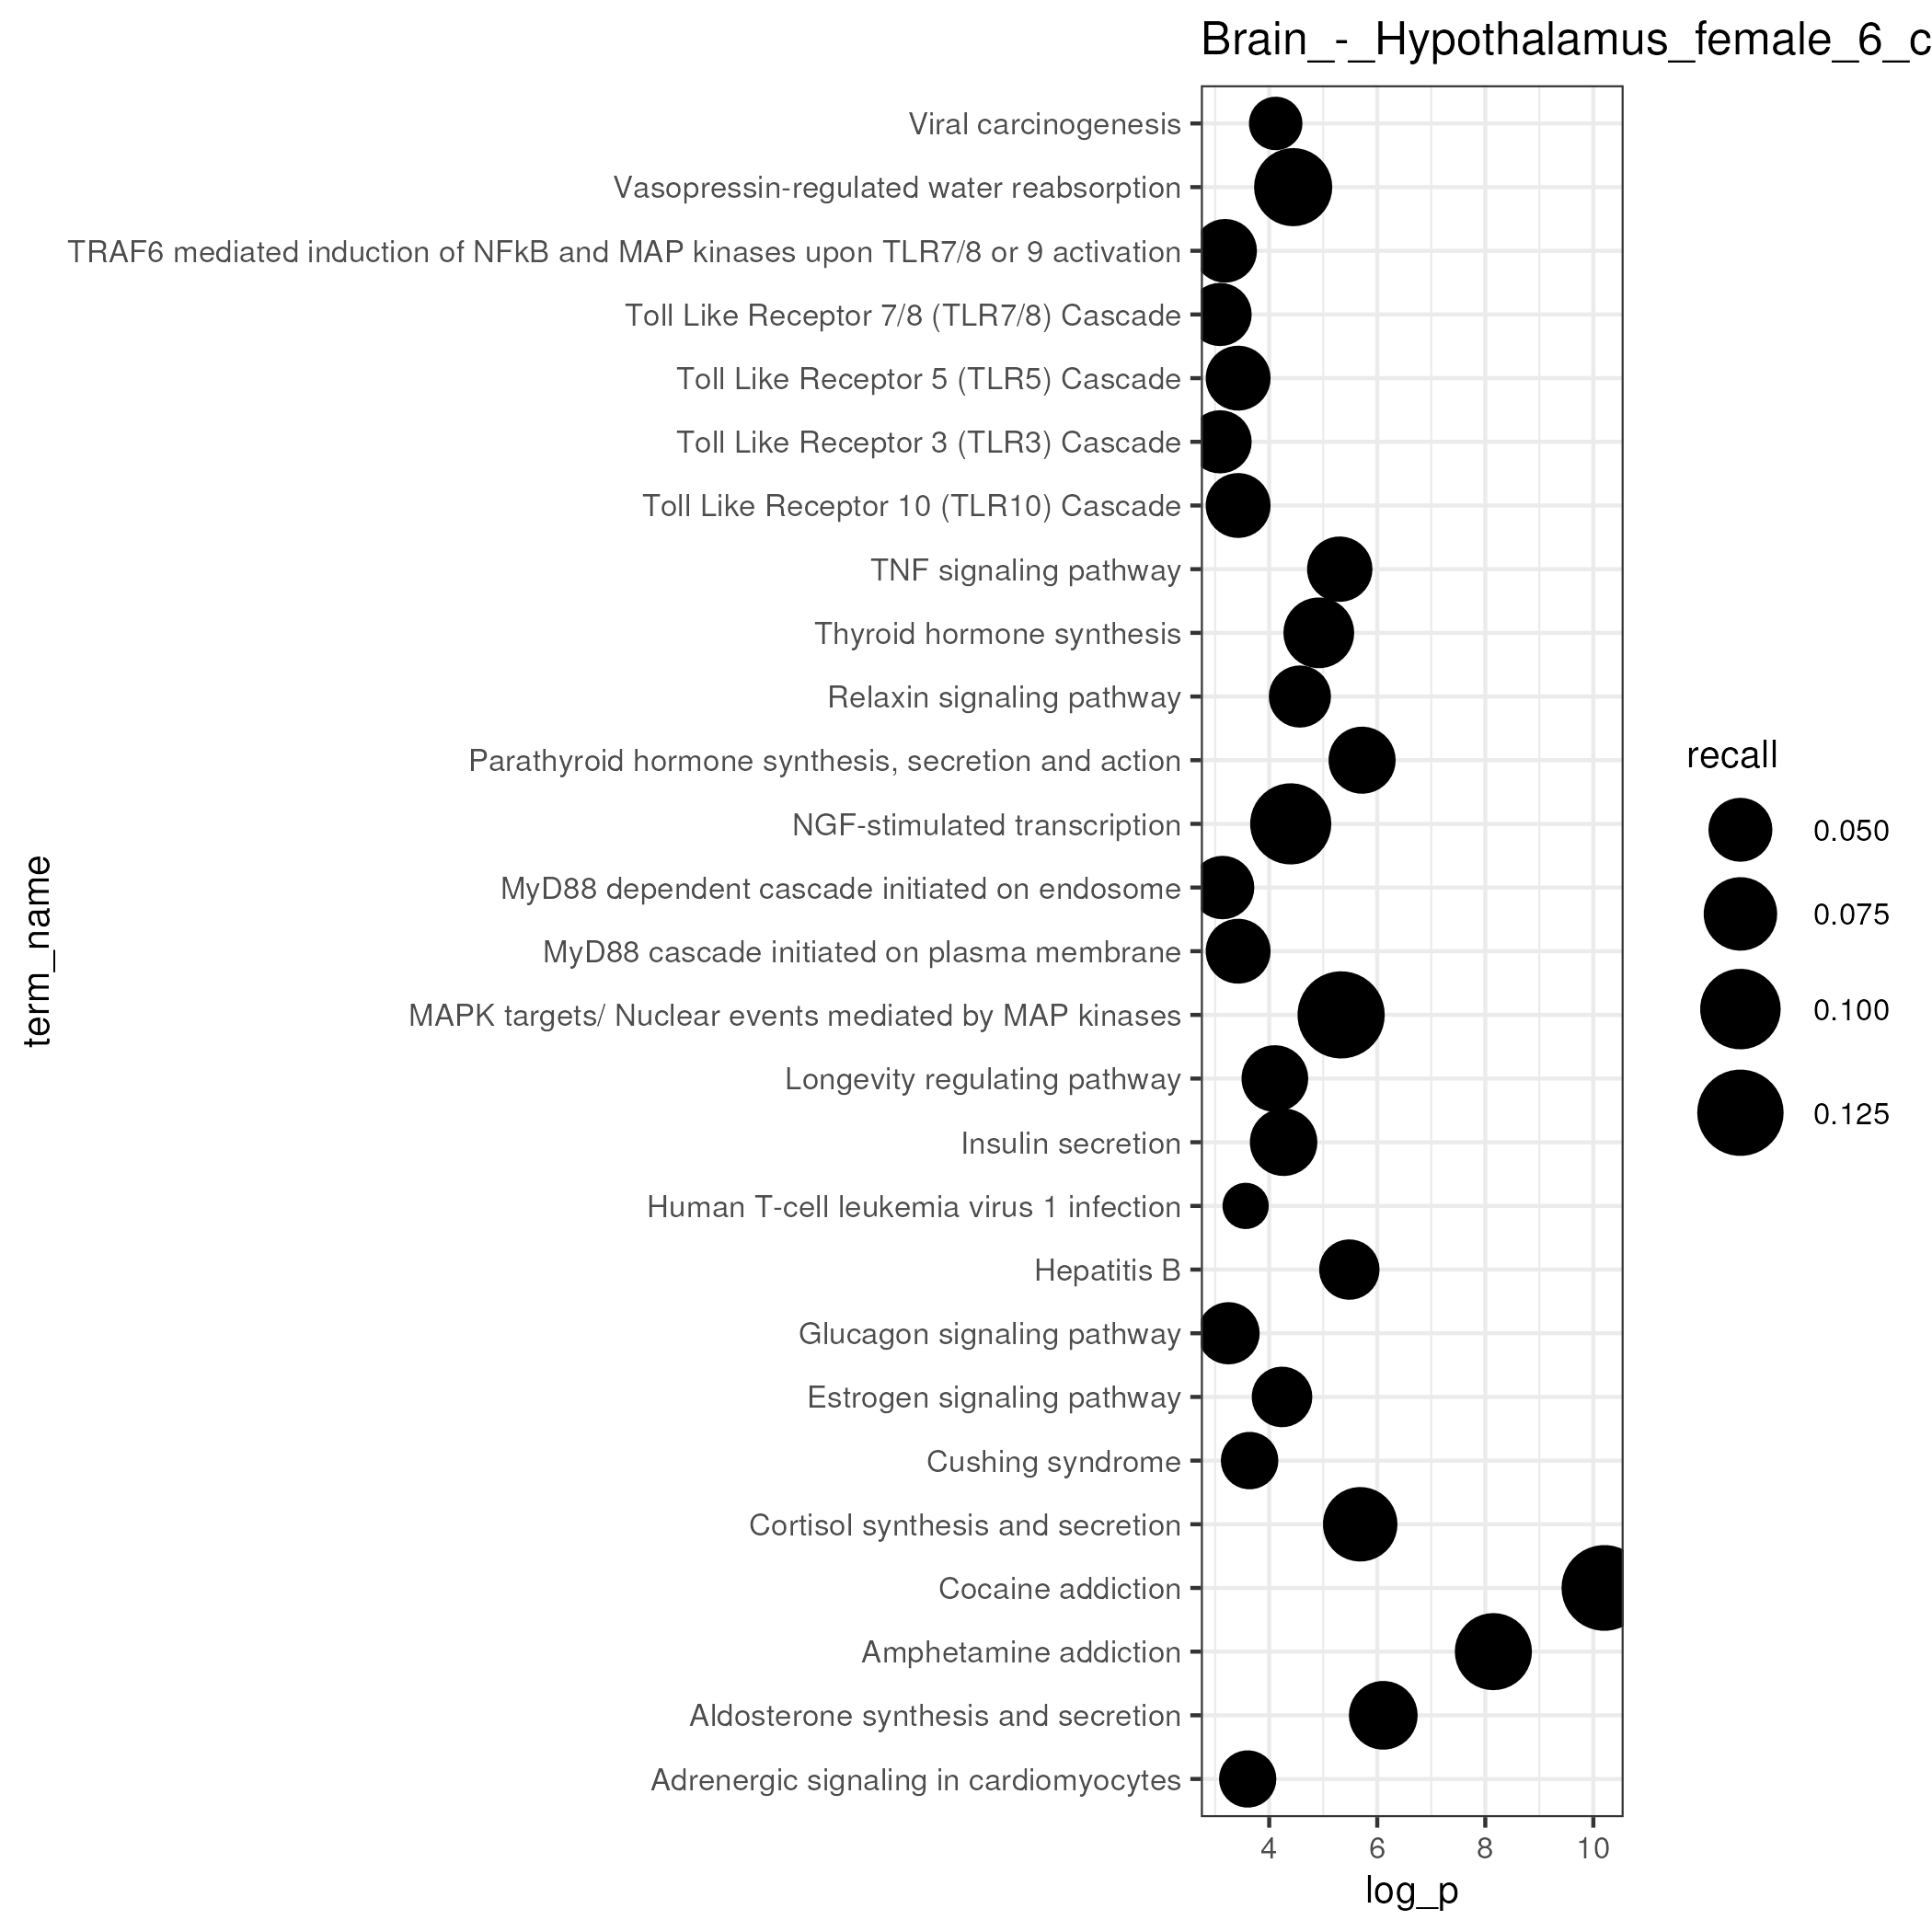 Brain_-_Hypothalamus_female_6_c
Viral carcinogenesis
Vasopressin-regulated water reabsorption
TRAF6 mediated induction of NFkB and MAP kinases upon TLR7/8 or 9 activation
Toll Like Receptor 7/8 (TLR7/8) Cascade
Toll Like Receptor 5 (TLR5) Cascade
Toll Like Receptor 3 (TLR3) Cascade
Toll Like Receptor 10 (TLR10) Cascade
TNF signaling pathway
Thyroid hormone synthesis
Relaxin signaling pathway
Parathyroid hormone synthesis, secretion and action
NGF-stimulated transcription
MyD88 dependent cascade initiated on endosome
MyD88 cascade initiated on plasma membrane
MAPK targets/ Nuclear events mediated by MAP kinases
Longevity regulating pathway
Insulin secretion
Human T-cell leukemia virus 1 infection
Hepatitis B
Glucagon signaling pathway
Estrogen signaling pathway
Cushing syndrome
Cortisol synthesis and secretion
Cocaine addiction
Amphetamine addiction
Aldosterone synthesis and secretion
Adrenergic signaling in cardiomyocytes
term_name
4 6 8 10
log_p
recall
0.050
0.075
0.100
0.125